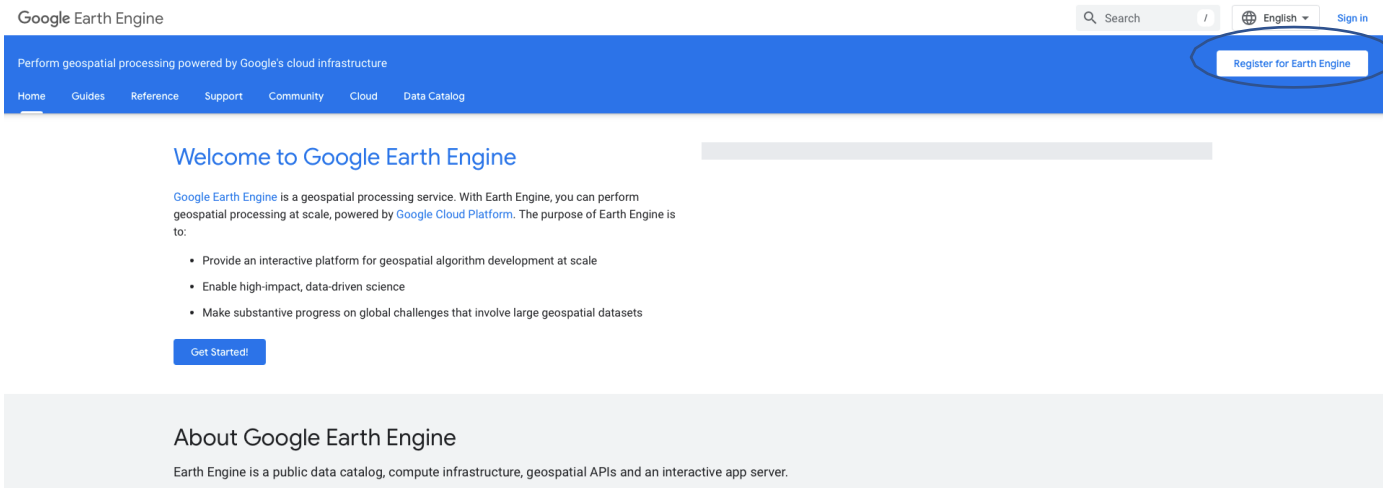 Google Earth Engine
Search /
English
Sign in
Perform geospatial processing powered by Google's cloud infrastructure
Register for Earth Engine
Home Guides Reference Support Community Cloud Data Catalog
Welcome to Google Earth Engine
Google Earth Engine is a geospatial processing service. With Earth Engine, you can perform
geospatial processing at scale, powered by Google Cloud Platform. The purpose of Earth Engine is
to:
• Provide an interactive platform for geospatial algorithm development at scale
• Enable high-impact, data-driven science
• Make substantive progress on global challenges that involve large geospatial datasets
Get Started!
About Google Earth Engine
Earth Engine is a public data catalog, compute infrastructure, geospatial APIs and an interactive app server.